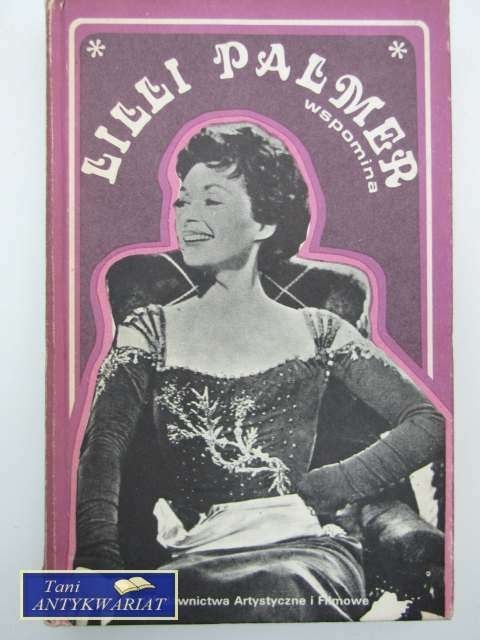 * LILLI PALMER *
wspomina
wnictwa Artystyczne i Filmowe
Tani
ANTYKWARIAT